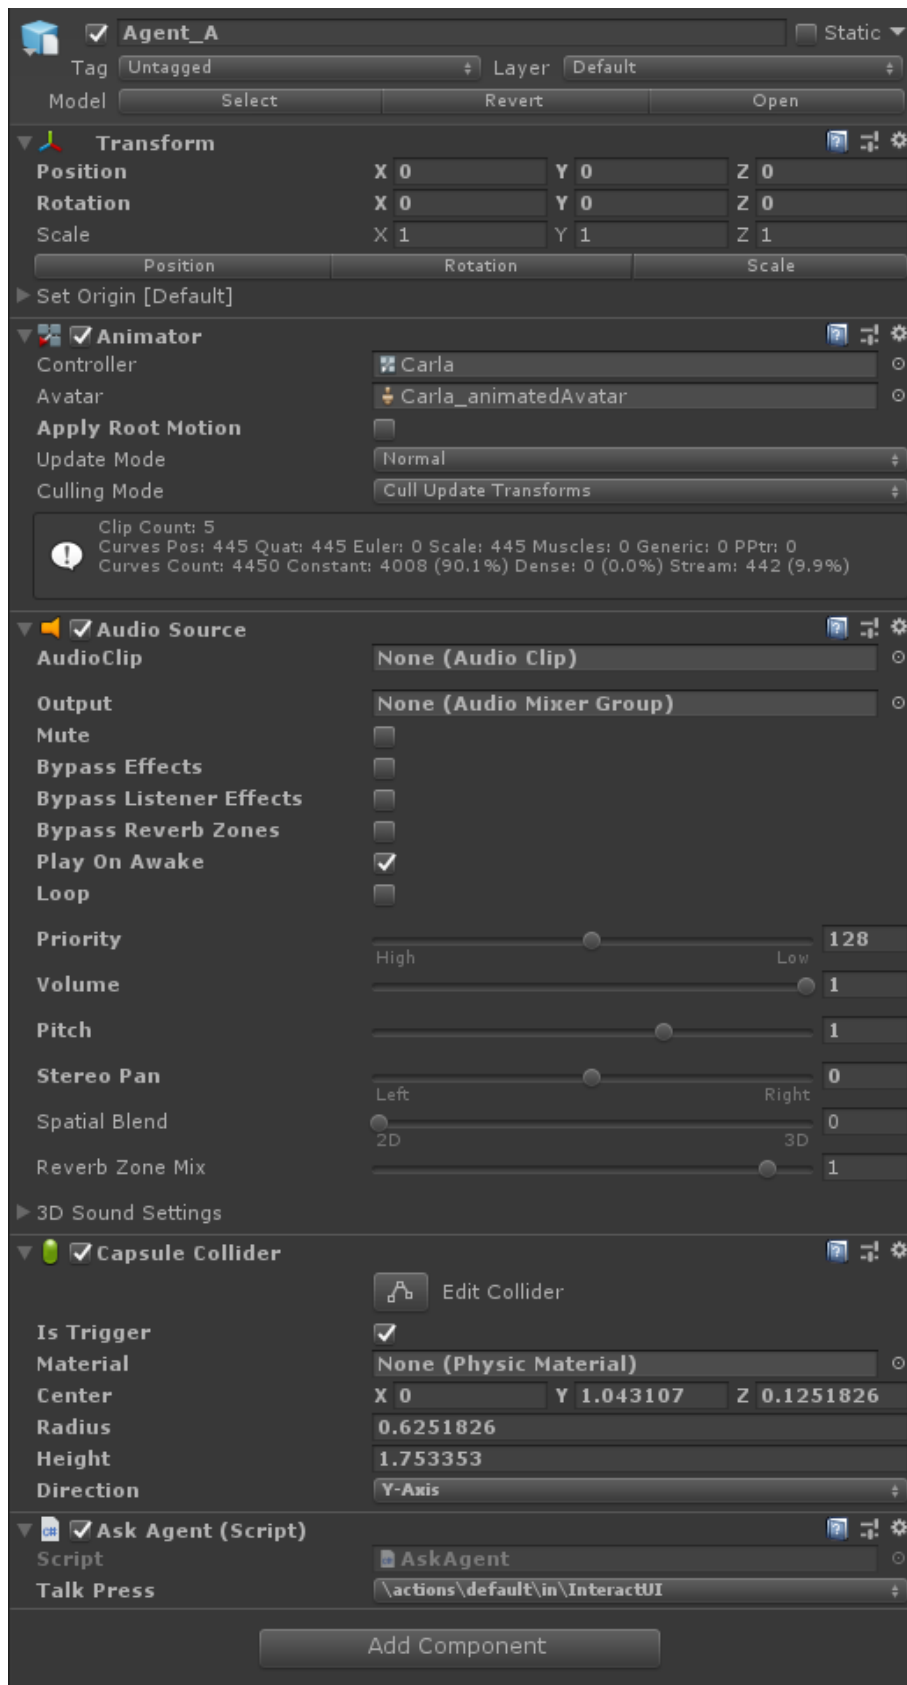 Agent_A Static
Tag Untagged Layer Default
Model Select Revert Open
Transform
Position X 0 Y 0 Z 0
Rotation X 0 Y 0 Z 0
Scale X 1 Y 1 Z 1
Position Rotation Scale
Set Origin [Default]
Animator
Controller Carla
Avatar Carla_animatedAvatar
Apply Root Motion
Update Mode Normal
Culling Mode Cull Update Transforms
Clip Count: 5
Curves Pos: 445 Quat: 445 Euler: 0 Scale: 445 Muscles: 0 Generic: 0 PPtr: 0
Curves Count: 4450 Constant: 4008 (90.1%) Dense: 0 (0.0%) Stream: 442 (9.9%)
Audio Source
AudioClip None (Audio Clip)
Output None (Audio Mixer Group)
Mute
Bypass Effects
Bypass Listener Effects
Bypass Reverb Zones
Play On Awake
Loop
Priority 128
High Low
Volume 1
Pitch 1
Stereo Pan 0
Left Right
Spatial Blend 0
2D 3D
Reverb Zone Mix 1
3D Sound Settings
Capsule Collider
Edit Collider
Is Trigger
Material None (Physic Material)
Center X 0 Y 1.043107 Z 0.1251826
Radius 0.6251826
Height 1.753353
Direction Y-Axis
c# Ask Agent (Script)
Script AskAgent
Talk Press \actions\default\in\InteractUI
Add Component